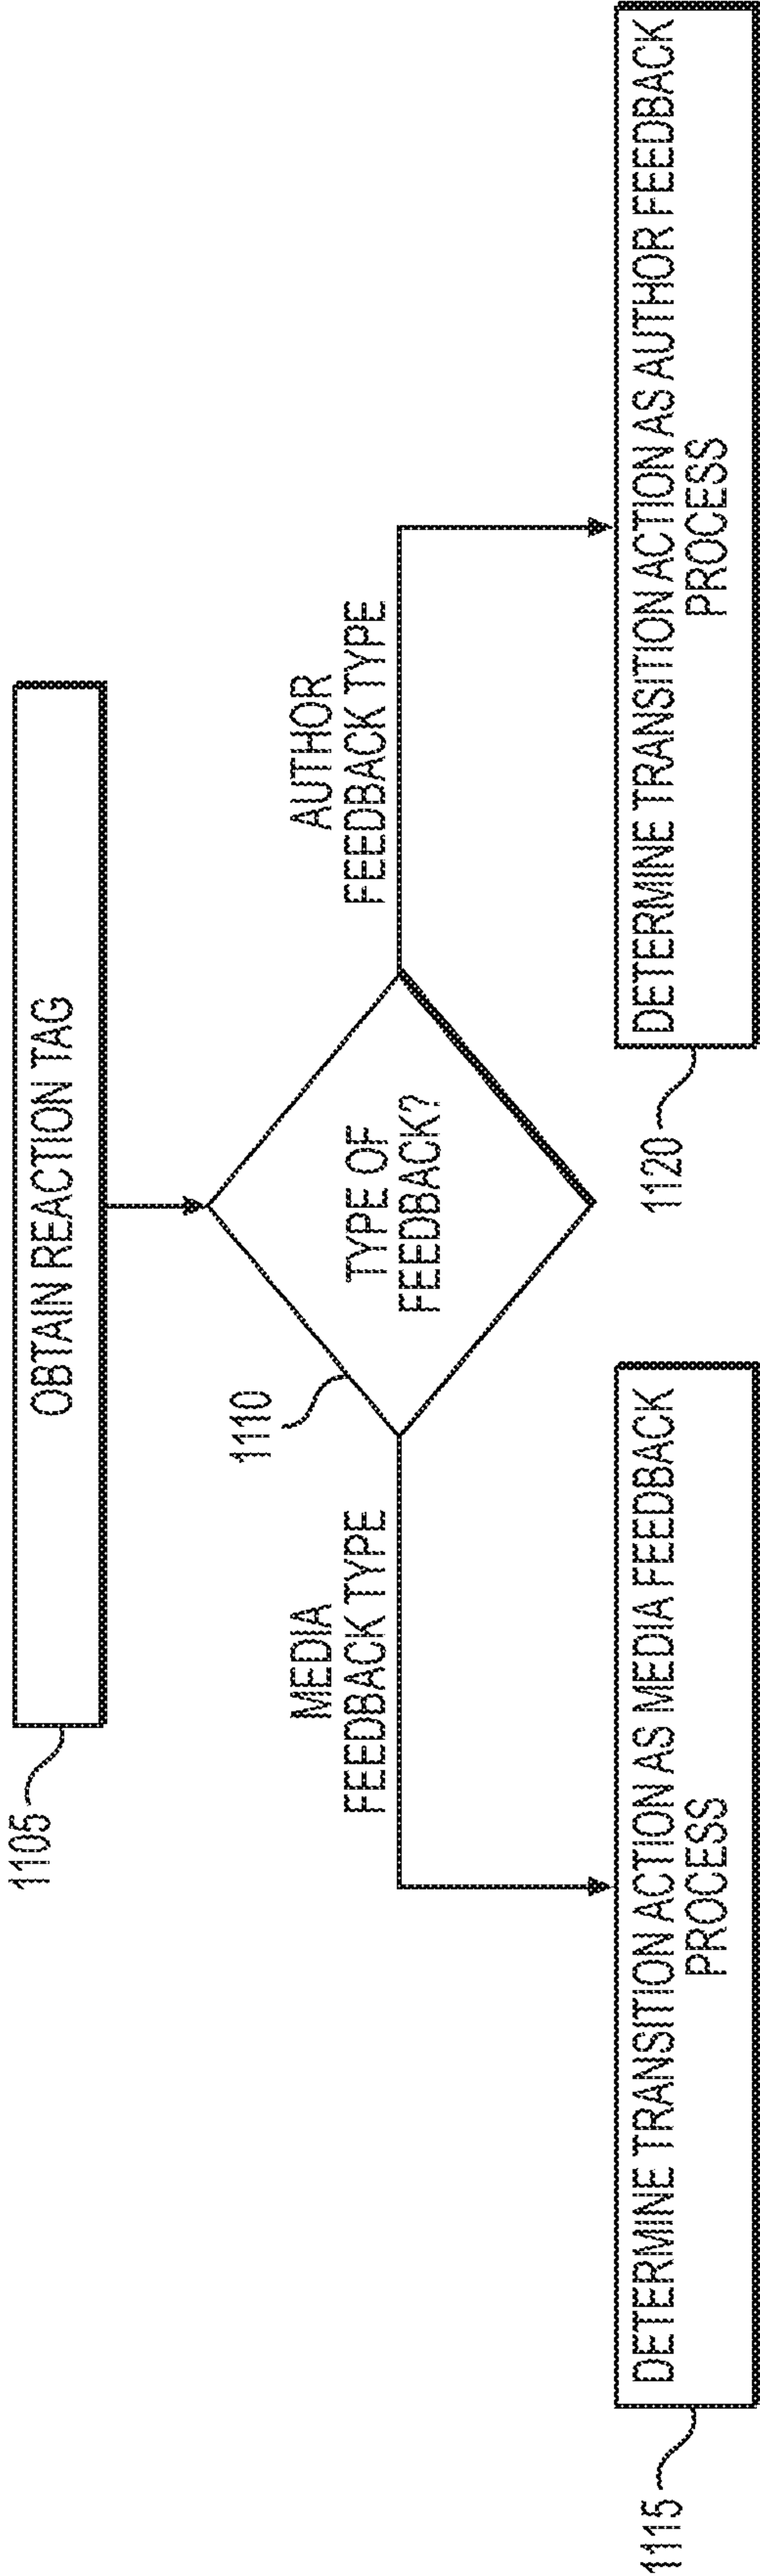 1105
OBTAIN REACTION TAG
1110
TYPE OF
FEEDBACK?
MEDIA
FEEDBACK TYPE
AUTHOR
FEEDBACK TYPE
1115
DETERMINE TRANSITION ACTION AS MEDIA FEEDBACK
PROCESS
1120
DETERMINE TRANSITION ACTION AS AUTHOR FEEDBACK
PROCESS